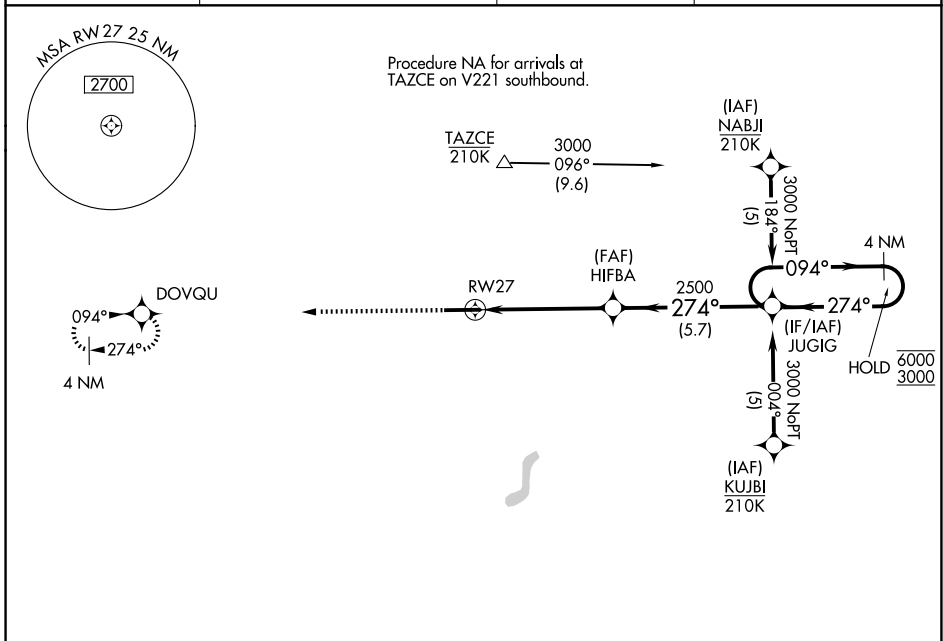 MSA RW27 25 NM
2700
Procedure NA for arrivals at
TAZCE on V221 southbound.
TAZCE
210K
3000
096°
(9.6)
(IAF)
NABJI
210K
3000 NoPT
184°
(5)
4 NM
094°
(FAF)
HIFBA
RW27
2500
274°
(5.7)
274°
(IF/IAF)
JUGIG
HOLD
6000
3000
DOVQU
094°
274°
4 NM
3000 NoPT
004°
(5)
(IAF)
KUJBI
210K